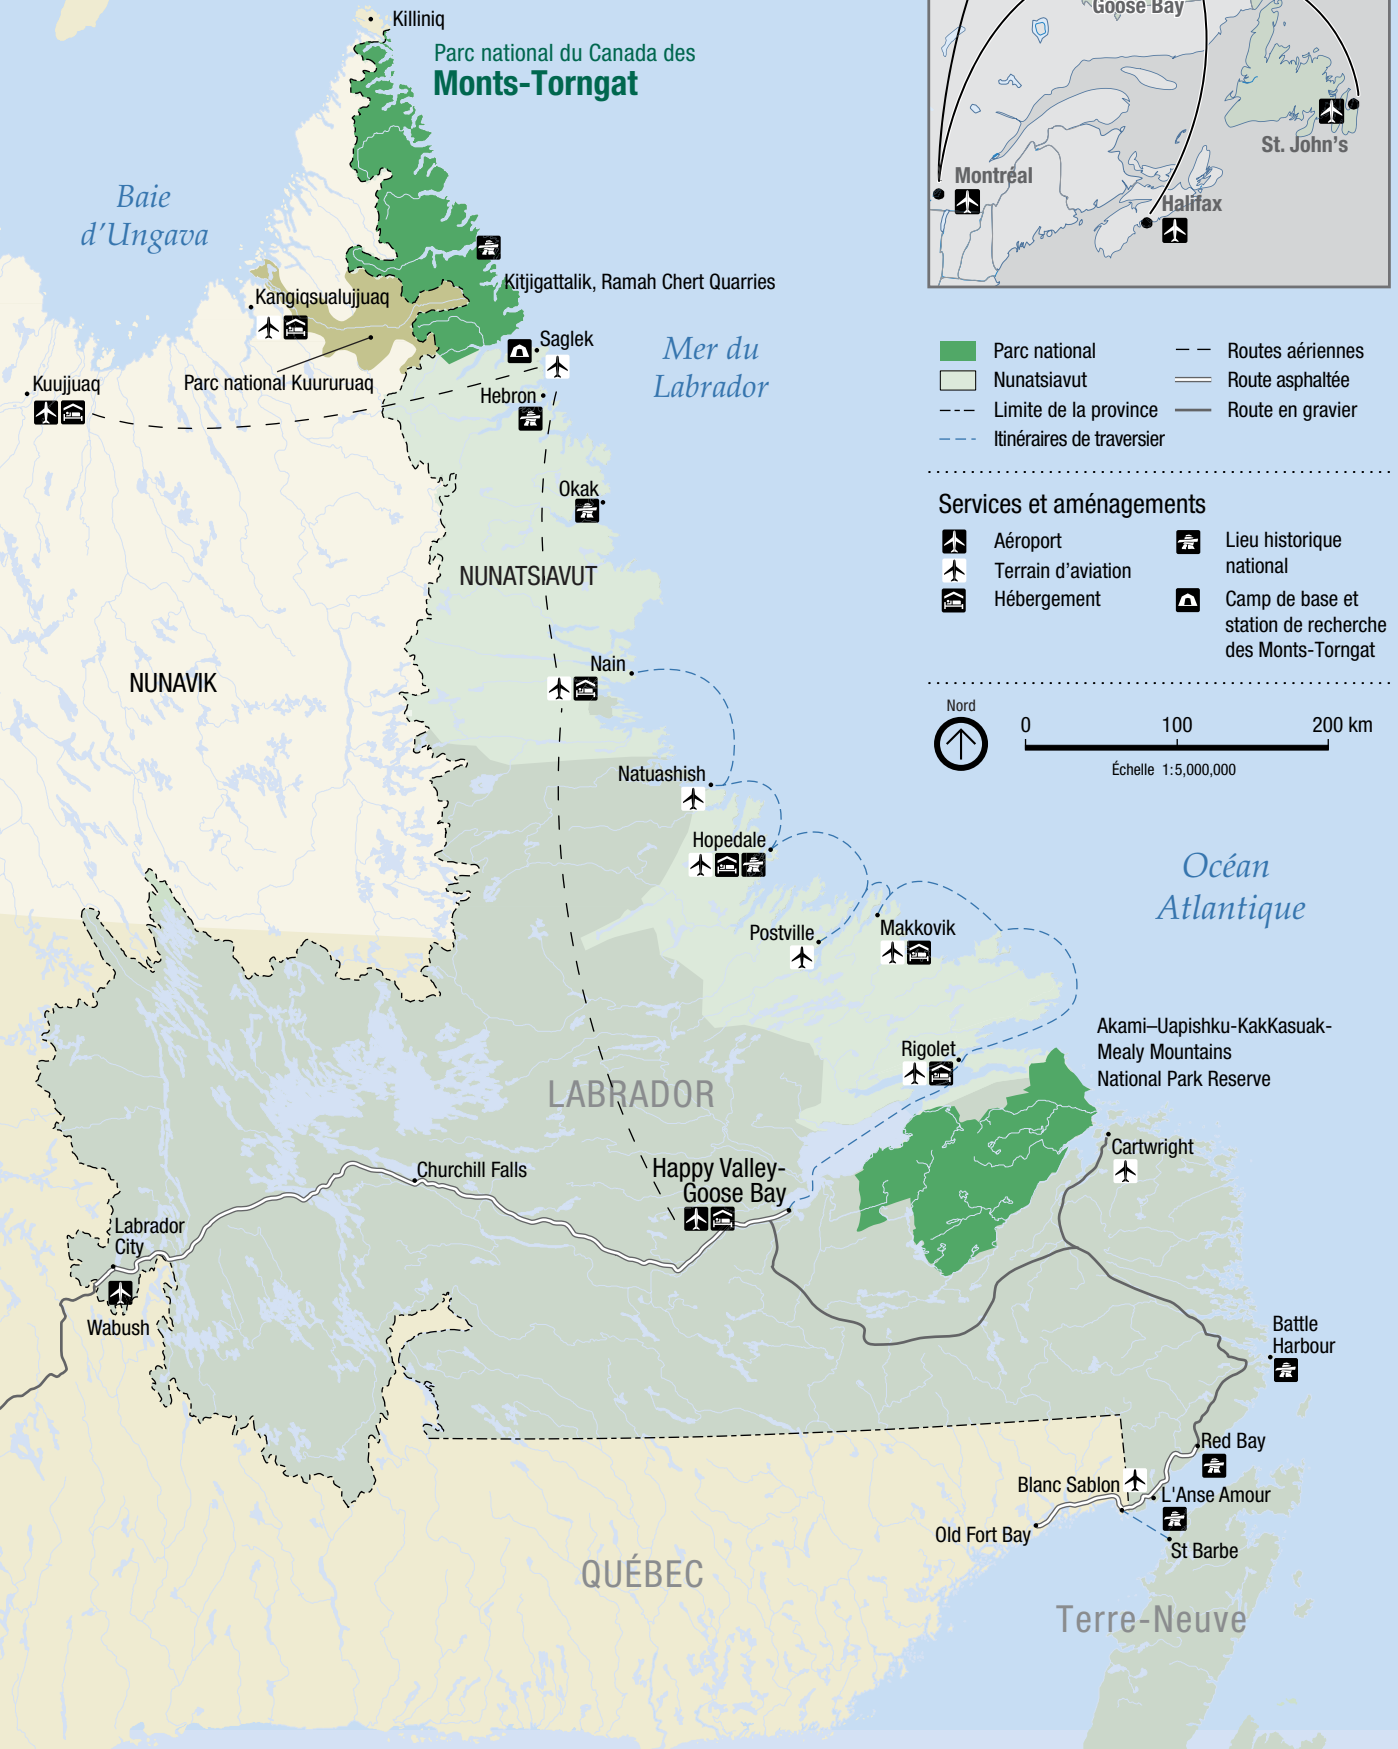 Killiniq
Parc national du Canada des
Monts-Torngat
Baie
d'Ungava
Kitjigattalik, Ramah Chert Quarries
Kangiqsualujjuaq
Parc national Kuururuaq
Kuujjuaq
Saglek
Hebron
Mer du
Labrador
Okak
NUNATSIAVUT
NUNAVIK
Nain
Natuashish
Hopedale
Postville
Makkovik
Rigolet
Océan
Atlantique
Akami–Uapishku-KakKasuak-
Mealy Mountains
National Park Reserve
LABRADOR
Cartwright
Churchill Falls
Happy Valley-
Goose Bay
Labrador
City
Wabush
Battle
Harbour
Red Bay
Blanc Sablon
L'Anse Amour
Old Fort Bay
St Barbe
QUÉBEC
Terre-Neuve
Goose Bay
St. John's
Montréal
Halifax
Parc national
Nunatsiavut
Limite de la province
Itinéraires de traversier
Routes aériennes
Route asphaltée
Route en gravier
Services et aménagements
Aéroport
Terrain d'aviation
Hébergement
Lieu historique
national
Camp de base et
station de recherche
des Monts-Torngat
Nord
0 100 200 km
Échelle 1:5,000,000